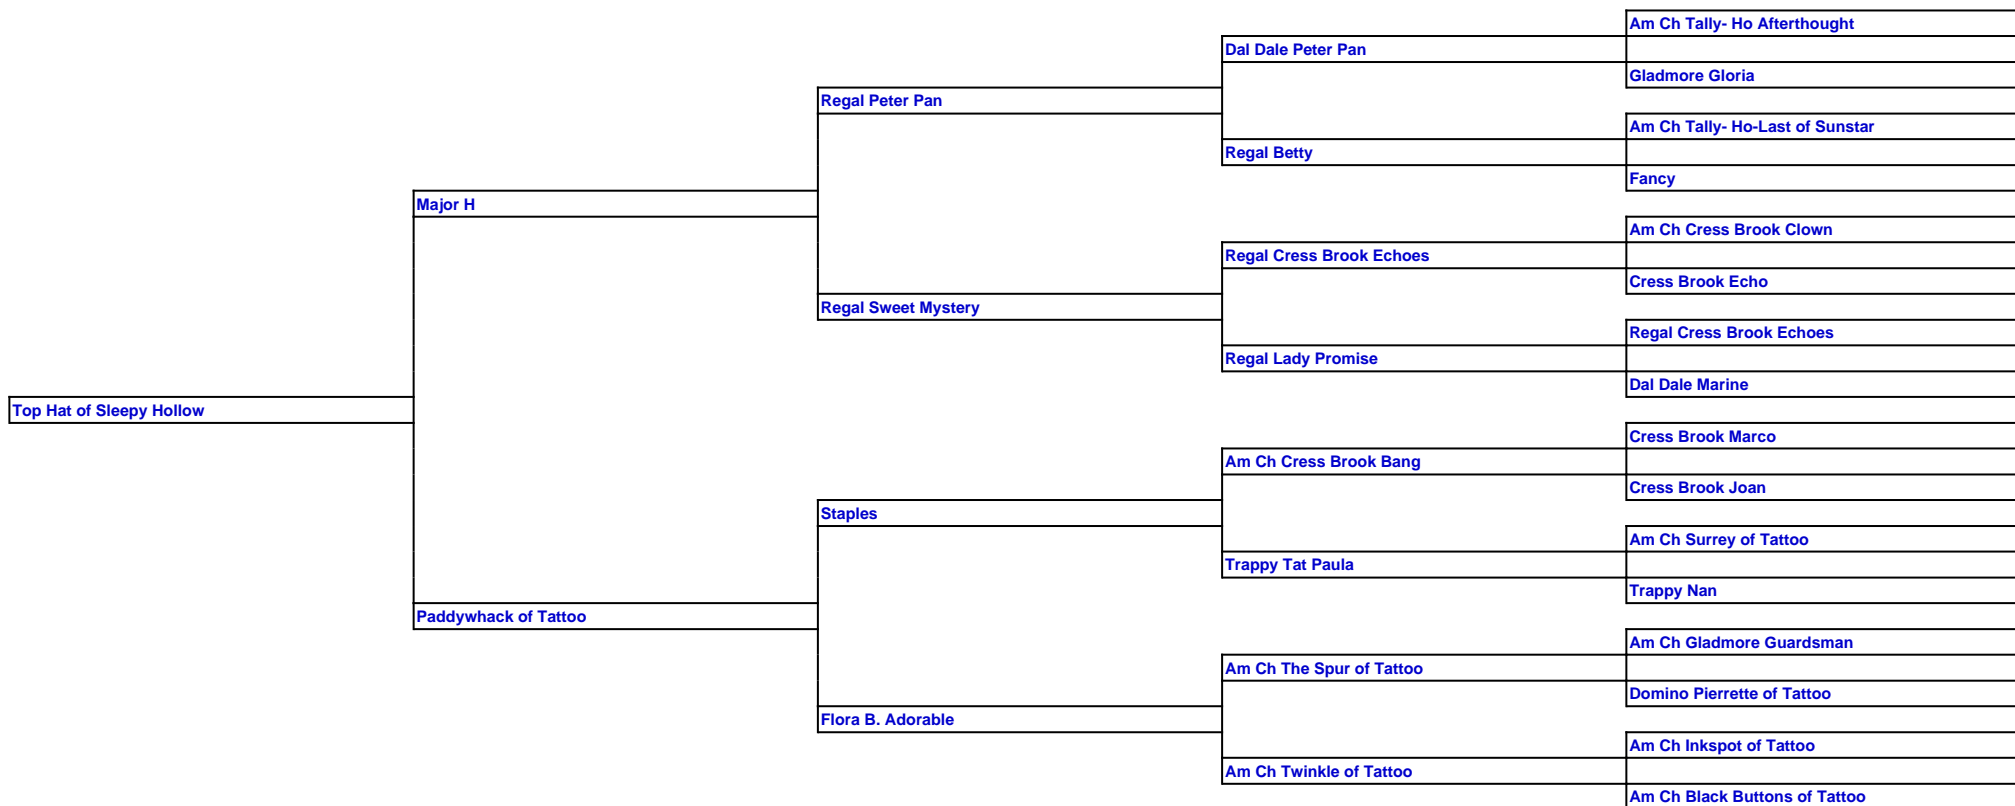 Am Ch Tally- Ho Afterthought
Dal Dale Peter Pan
Gladmore Gloria
Regal Peter Pan
Am Ch Tally- Ho-Last of Sunstar
Regal Betty
Fancy
Major H
Am Ch Cress Brook Clown
Regal Cress Brook Echoes
Cress Brook Echo
Regal Sweet Mystery
Regal Cress Brook Echoes
Regal Lady Promise
Dal Dale Marine
Top Hat of Sleepy Hollow
Cress Brook Marco
Am Ch Cress Brook Bang
Cress Brook Joan
Staples
Am Ch Surrey of Tattoo
Trappy Tat Paula
Trappy Nan
Paddywhack of Tattoo
Am Ch Gladmore Guardsman
Am Ch The Spur of Tattoo
Domino Pierrette of Tattoo
Flora B. Adorable
Am Ch Inkspot of Tattoo
Am Ch Twinkle of Tattoo
Am Ch Black Buttons of Tattoo